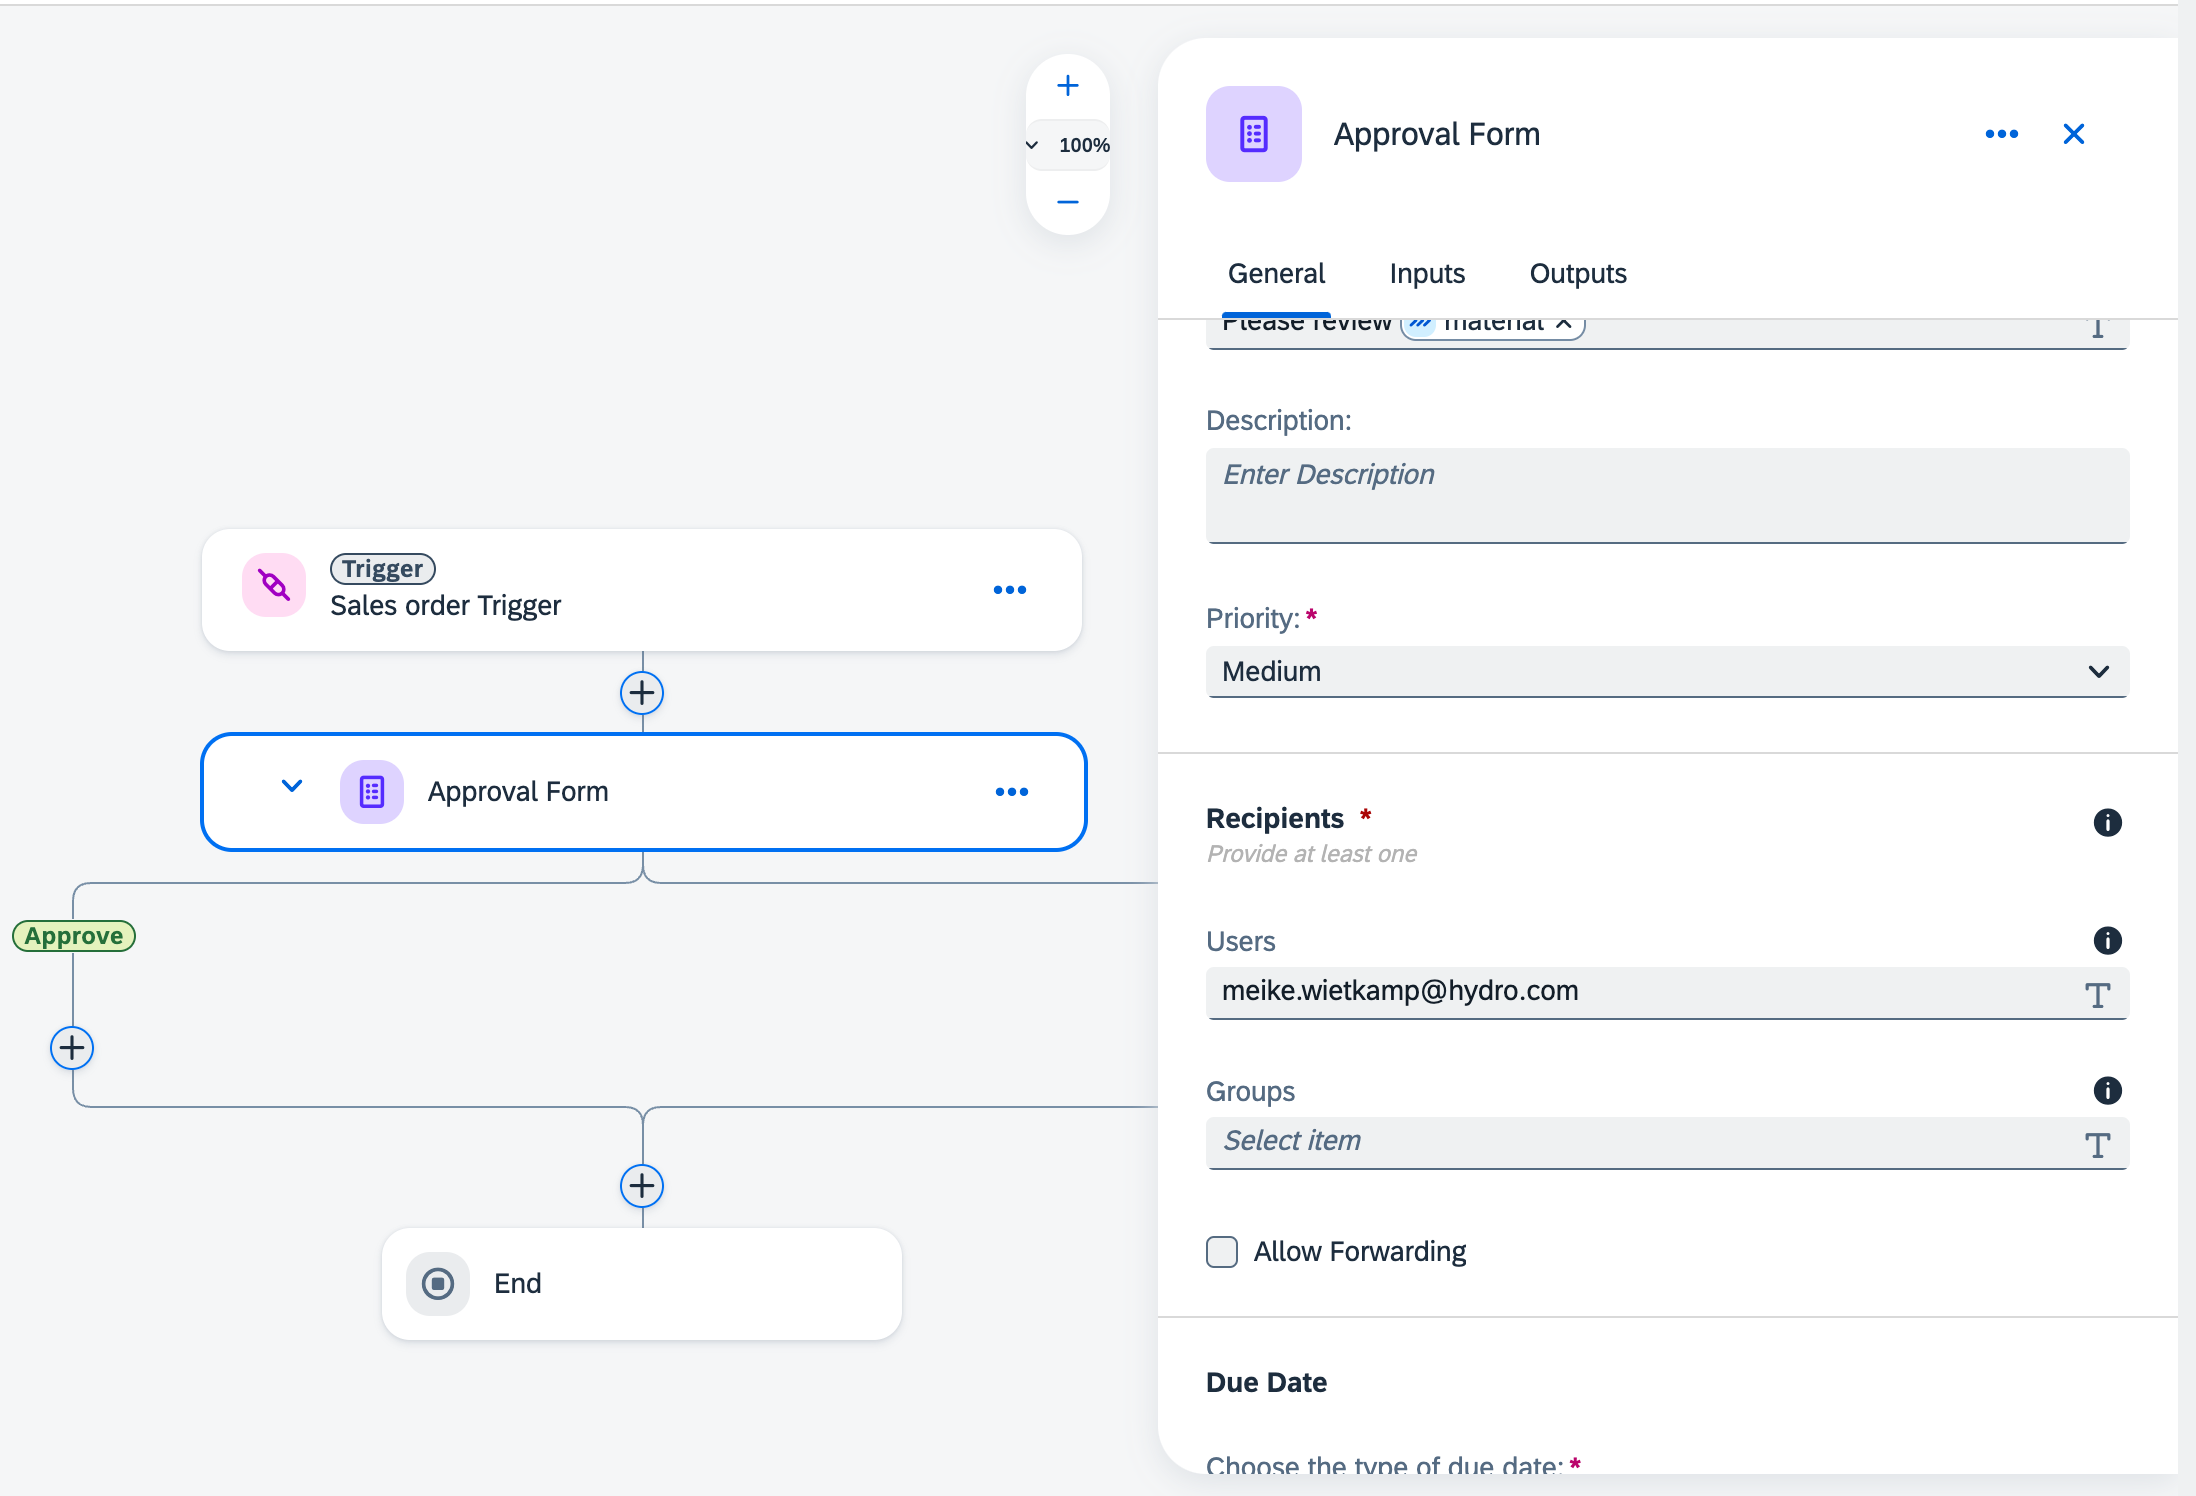 100%
Trigger
Sales order Trigger
Approval Form
Approve
End
Approval Form
General Inputs Outputs
Please review material
Description:
Enter Description
Priority: *
Medium
Recipients *
Provide at least one
Users
meike.wietkamp@hydro.com
Groups
Select item
Allow Forwarding
Due Date
Choose the type of due date: *